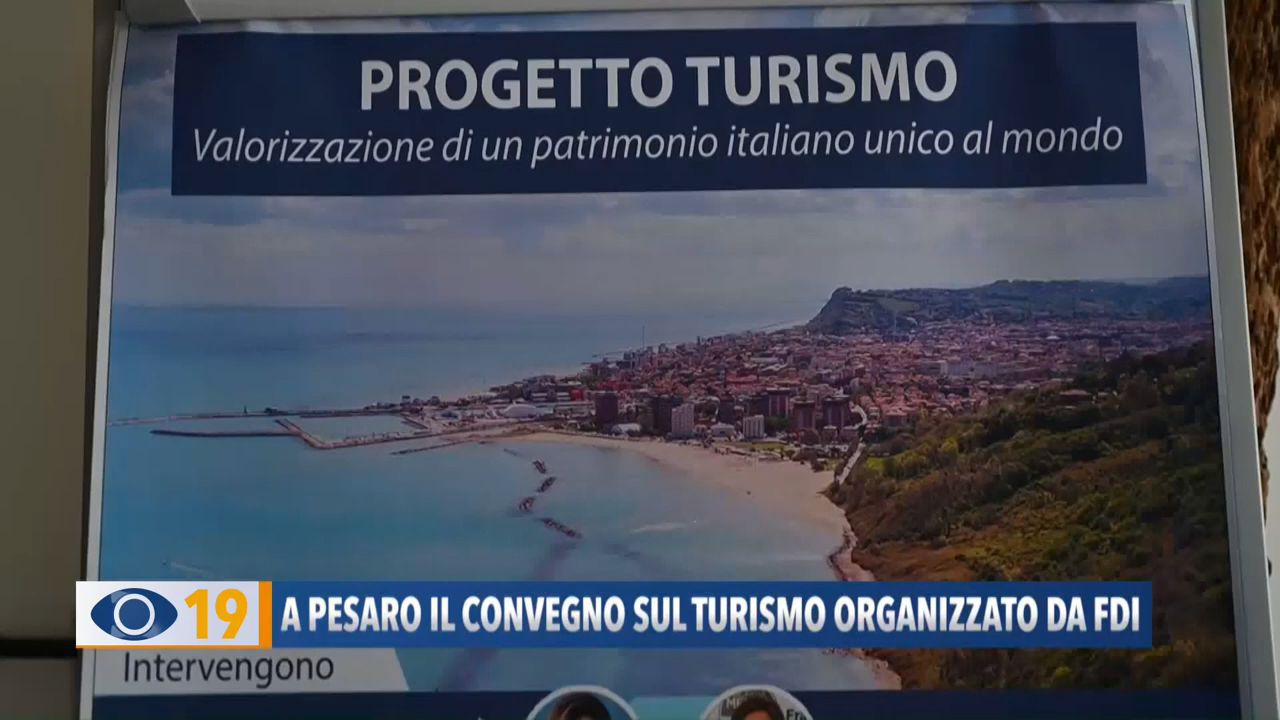 PROGETTO TURISMO
Valorizzazione di un patrimonio italiano unico al mondo
19
A PESARO IL CONVEGNO SUL TURISMO ORGANIZZATO DA FDI
Intervengono